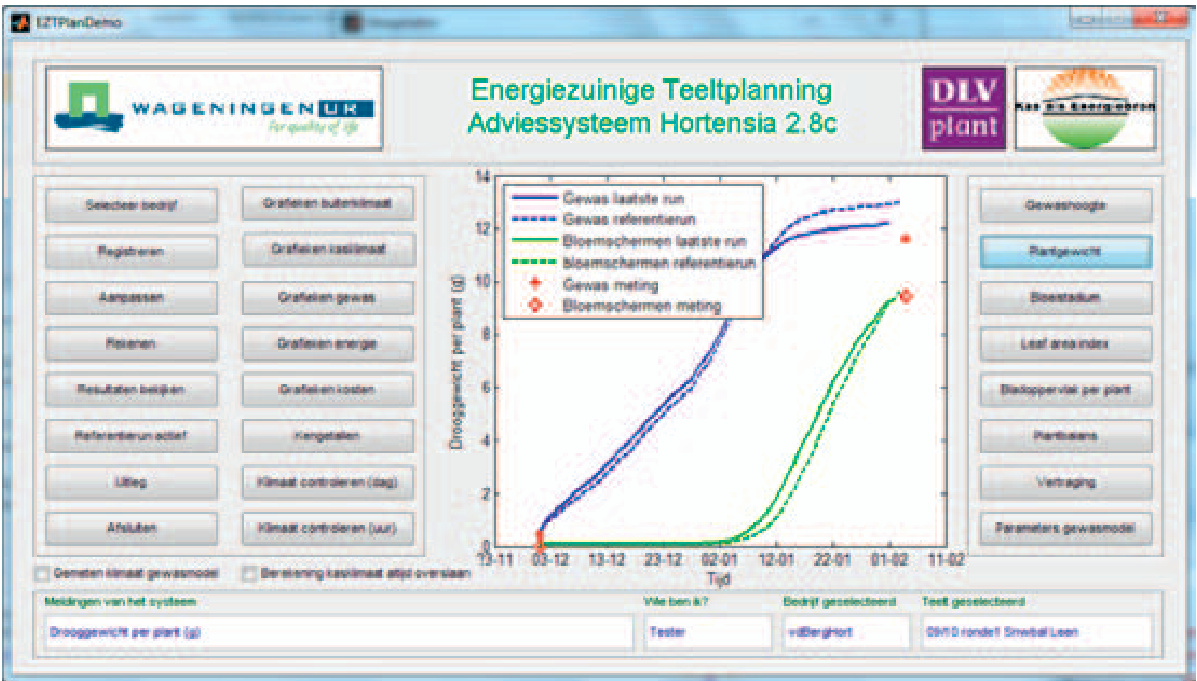 EZTPlanDemo
WAGENINGEN UR
For quality of life
Energiezuinige Teeltplanning
Adviessysteem Hortensia 2.8c
DLV
plant
Kas als Energiebron
Selecteer bedrijf
Registreren
Aanpassen
Rekenen
Resultaten bekijken
Referentierun actief
Uitleg
Afsluiten
Grafieken buitenklimaat
Grafieken kasklimaat
Grafieken gewas
Grafieken energie
Grafieken kosten
Kengetallen
Klimaat controleren (dag)
Klimaat controleren (uur)
Gemeten klimaat gewasmodel
Berekening kasklimaat altijd overslaan
Drooggewicht per plant (g)
14
12
10
8
6
4
2
0
Gewas laatste run
Gewas referentierun
Bloemschermen laatste run
Bloemschermen referentierun
Gewas meting
Bloemschermen meting
13-11 03-12 13-12 23-12 02-01 12-01 22-01 01-02 11-02
Tijd
Gewashoogte
Plantgewicht
Bloeistadium
Leaf area index
Bladoppervlak per plant
Plantbalans
Vertraging
Parameters gewasmodel
Meldingen van het systeem
Drooggewicht per plant (g)
Wie ben ik?
Tester
Bedrijf geselecteerd
vdBergHort
Teelt geselecteerd
09/10 ronde1 Snwbal Leen